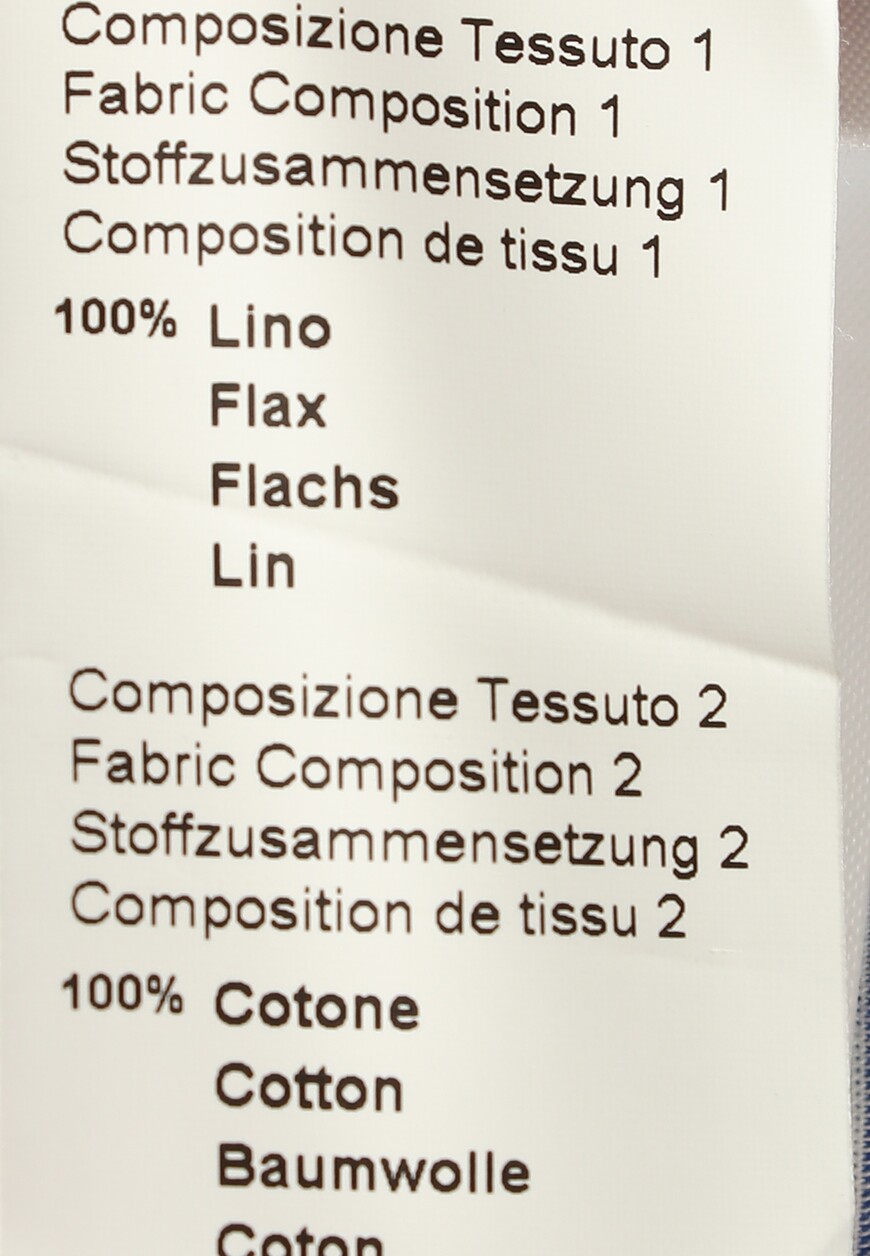 Composizione Tessuto 1
Fabric Composition 1
Stoffzusammensetzung 1
Composition de tissu 1
100% Lino
Flax
Flachs
Lin
Composizione Tessuto 2
Fabric Composition 2
Stoffzusammensetzung 2
Composition de tissu 2
100% Cotone
Cotton
Baumwolle
Coton